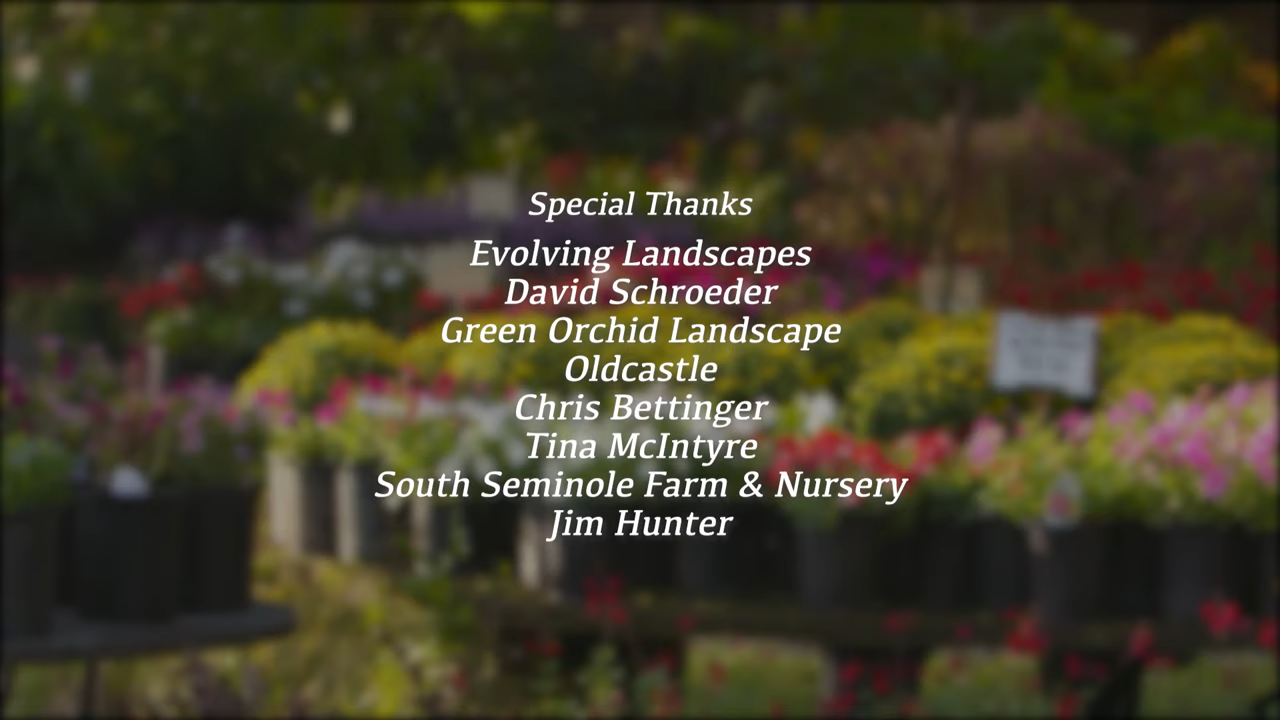 Special Thanks
Evolving Landscapes
David Schroeder
Green Orchid Landscape
Oldcastle
Chris Bettinger
Tina McIntyre
South Seminole Farm & Nursery
Jim Hunter